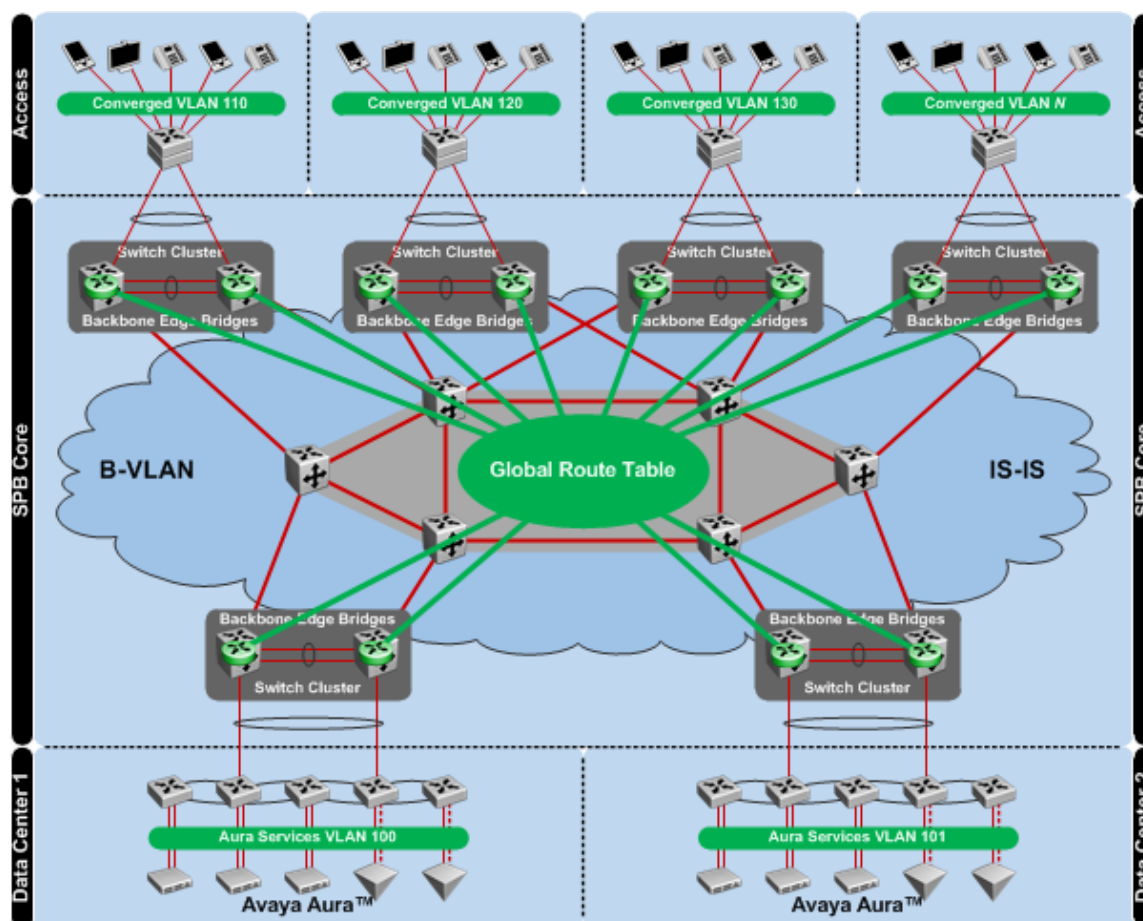 Access
Access
Converged VLAN 110
Converged VLAN 120
Converged VLAN 130
Converged VLAN N
SPB Core
SPB Core
Switch Cluster
Backbone Edge Bridges
Switch Cluster
Backbone Edge Bridges
Switch Cluster
Backbone Edge Bridges
Switch Cluster
Backbone Edge Bridges
B-VLAN
Global Route Table
IS-IS
Backbone Edge Bridges
Switch Cluster
Backbone Edge Bridges
Switch Cluster
Data Center 1
Data Center 2
Aura Services VLAN 100
Aura Services VLAN 101
Avaya Aura™
Avaya Aura™